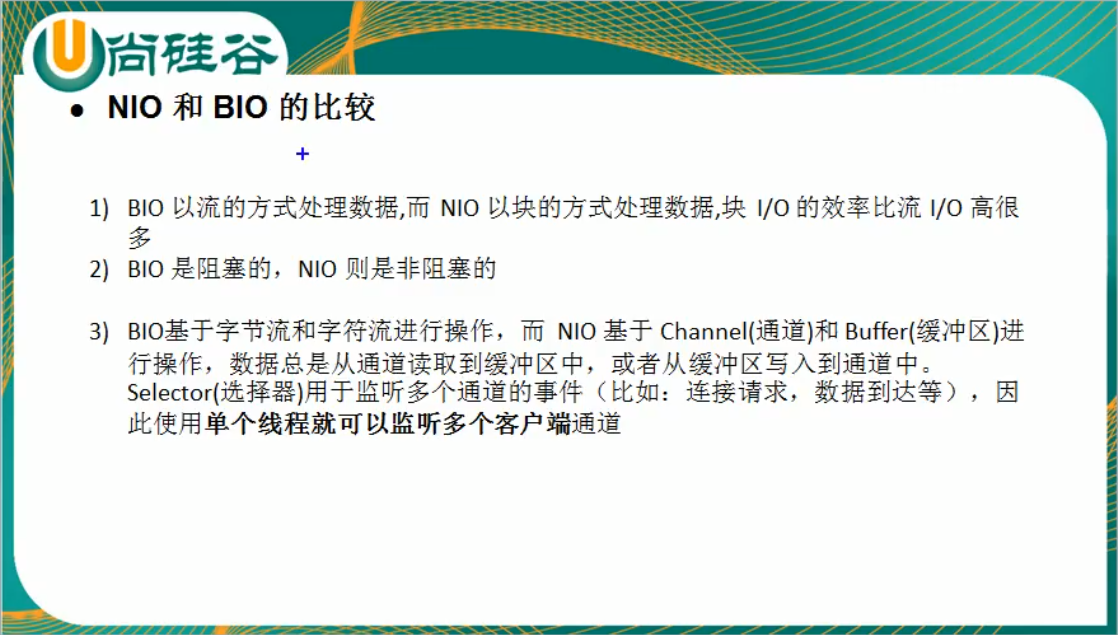 尚硅谷
● NIO 和 BIO 的比较
1) BIO 以流的方式处理数据,而 NIO 以块的方式处理数据,块 I/O 的效率比流 I/O 高很
多
2) BIO 是阻塞的，NIO 则是非阻塞的
3) BIO基于字节流和字符流进行操作，而 NIO 基于 Channel(通道)和 Buffer(缓冲区)进
行操作，数据总是从通道读取到缓冲区中，或者从缓冲区写入到通道中。
Selector(选择器)用于监听多个通道的事件（比如：连接请求，数据到达等），因
此使用单个线程就可以监听多个客户端通道